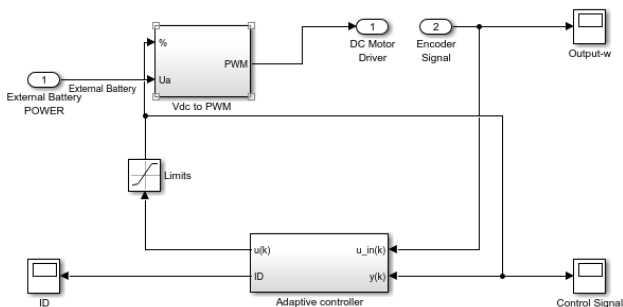 1
2
%
PWM
Ua
DC Motor
Driver
Encoder
Signal
Output-w
1
External Battery
External Battery
POWER
Vdc to PWM
Limits
u(k)
u_in(k)
ID
y(k)
Adaptive controller
ID
Control Signal